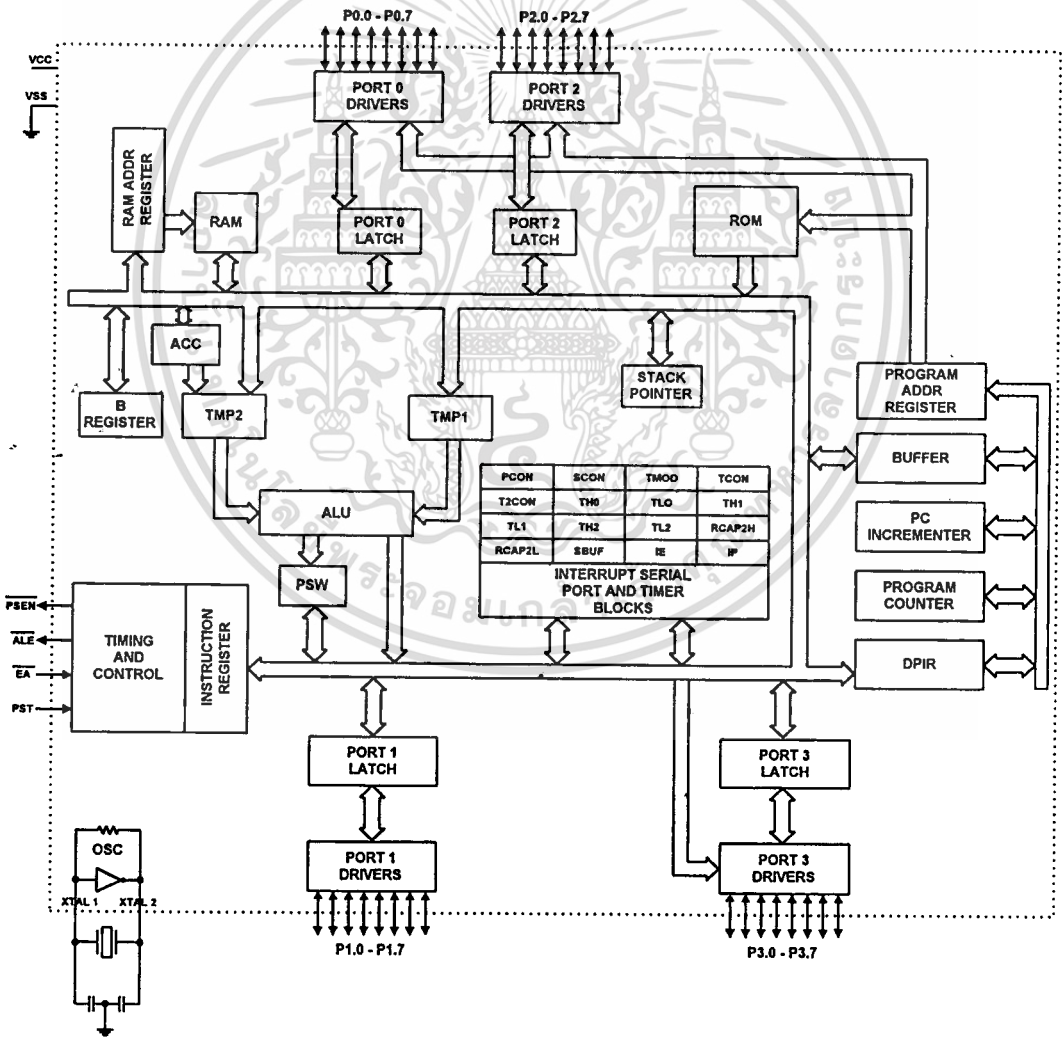 P0.0 - P0.7
P2.0 - P2.7
VCC
VSS
PORT 0
DRIVERS
PORT 2
DRIVERS
RAM ADDR
REGISTER
RAM
PORT 0
LATCH
PORT 2
LATCH
ROM
ACC
B
REGISTER
TMP2
TMP1
STACK
POINTER
PROGRAM
ADDR
REGISTER
BUFFER
PC
INCREMENTER
PROGRAM
COUNTER
DPIR
ALU
PSW
PCON SCON TMOD TCON
T2CON TH0 TLO TH1
TL1 TH2 TL2 RCAP2H
RCAP2L SBUF IE IP
INTERRUPT SERIAL
PORT AND TIMER
BLOCKS
PSEN
ALE
EA
PST
TIMING
AND
CONTROL
INSTRUCTION
REGISTER
PORT 1
LATCH
PORT 3
LATCH
OSC
XTAL 1 XTAL 2
PORT 1
DRIVERS
PORT 3
DRIVERS
P1.0 - P1.7
P3.0 - P3.7